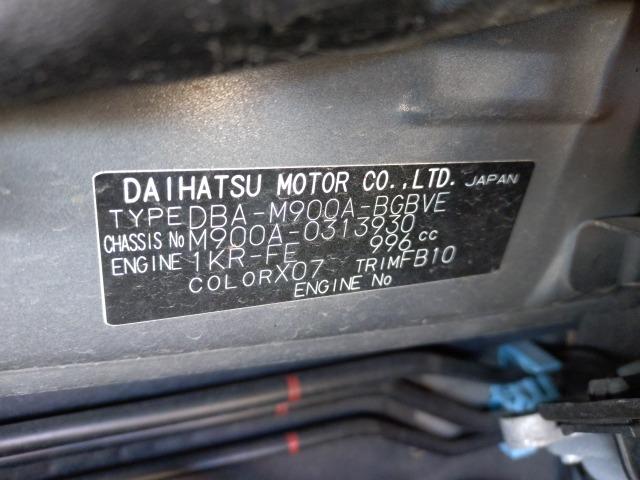 DAIHATSU MOTOR CO.,LTD. JAPAN
TYPE DBA-M900A-BGBVE
CHASSIS No M900A-0313930
ENGINE 1KR-FE 996 cc
COLOR X07 TRIM FB10
ENGINE No